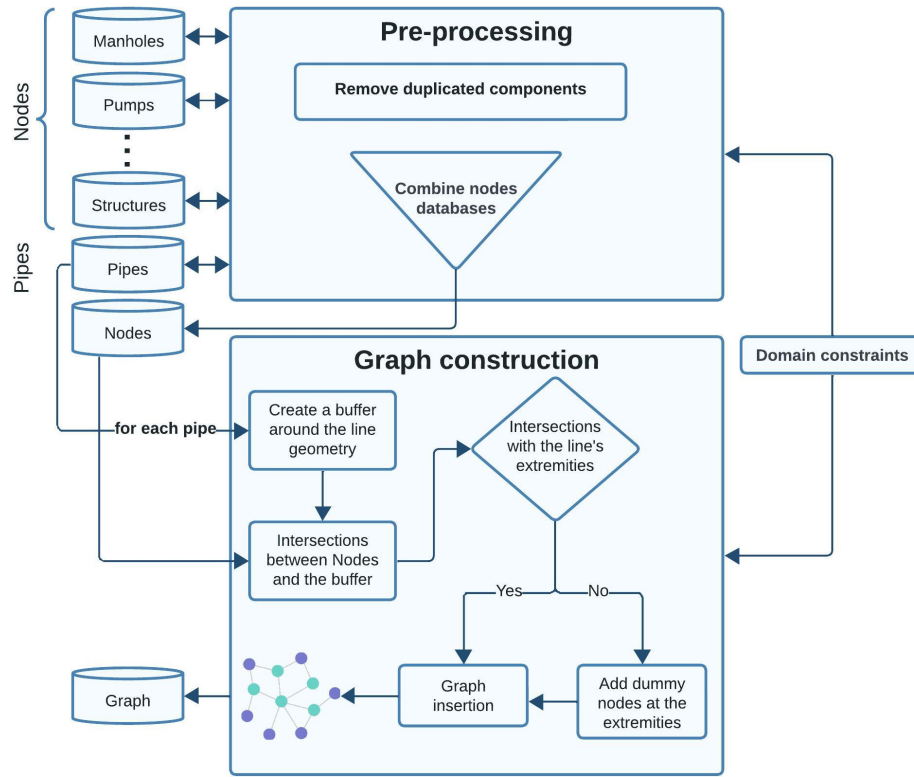 Nodes
Manholes
Pumps
Structures
Pipes
Pipes
Nodes
Pre-processing
Remove duplicated components
Combine nodes
databases
Domain constraints
Graph construction
for each pipe
Create a buffer
around the line
geometry
Intersections
between Nodes
and the buffer
Intersections
with the line's
extremities
Yes
No
Add dummy
nodes at the
extremities
Graph
insertion
Graph